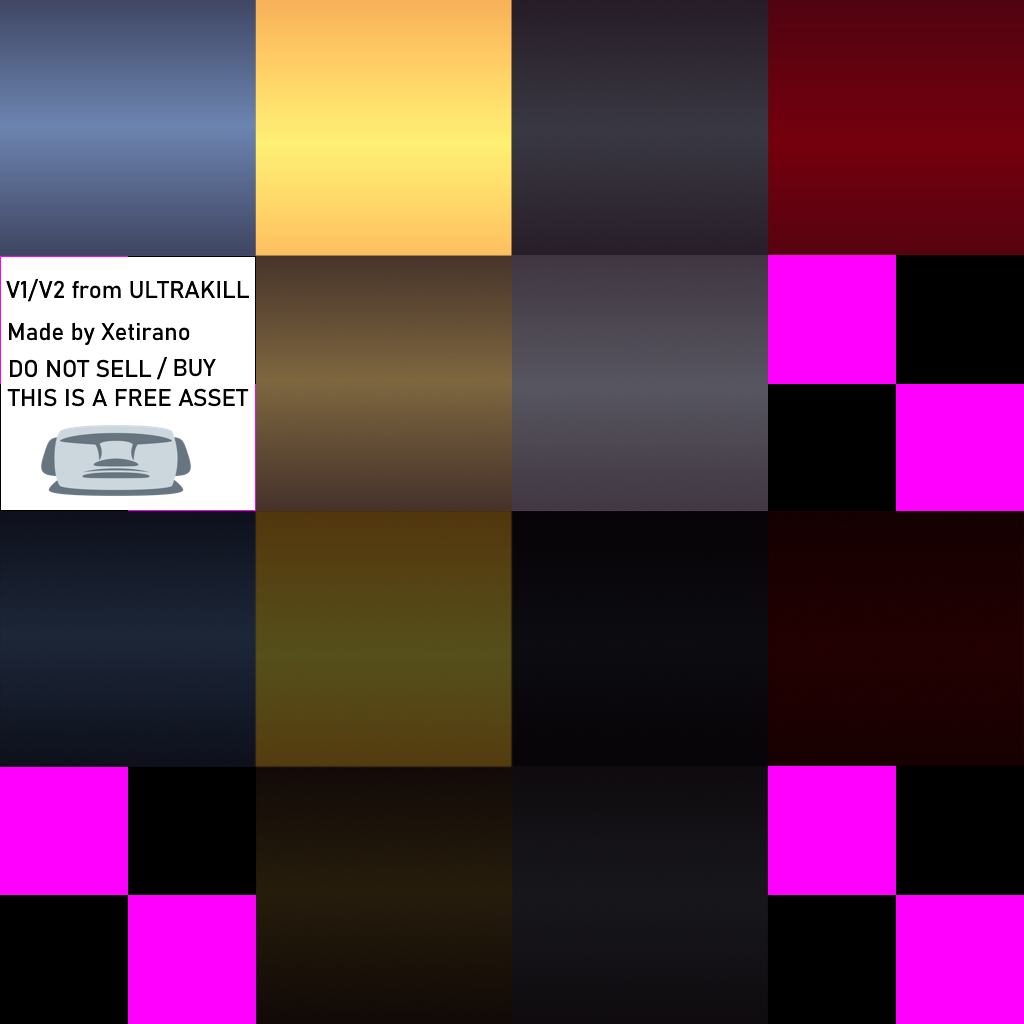 V1/V2 from ULTRAKILL
Made by Xetirano
DO NOT SELL / BUY
THIS IS A FREE ASSET